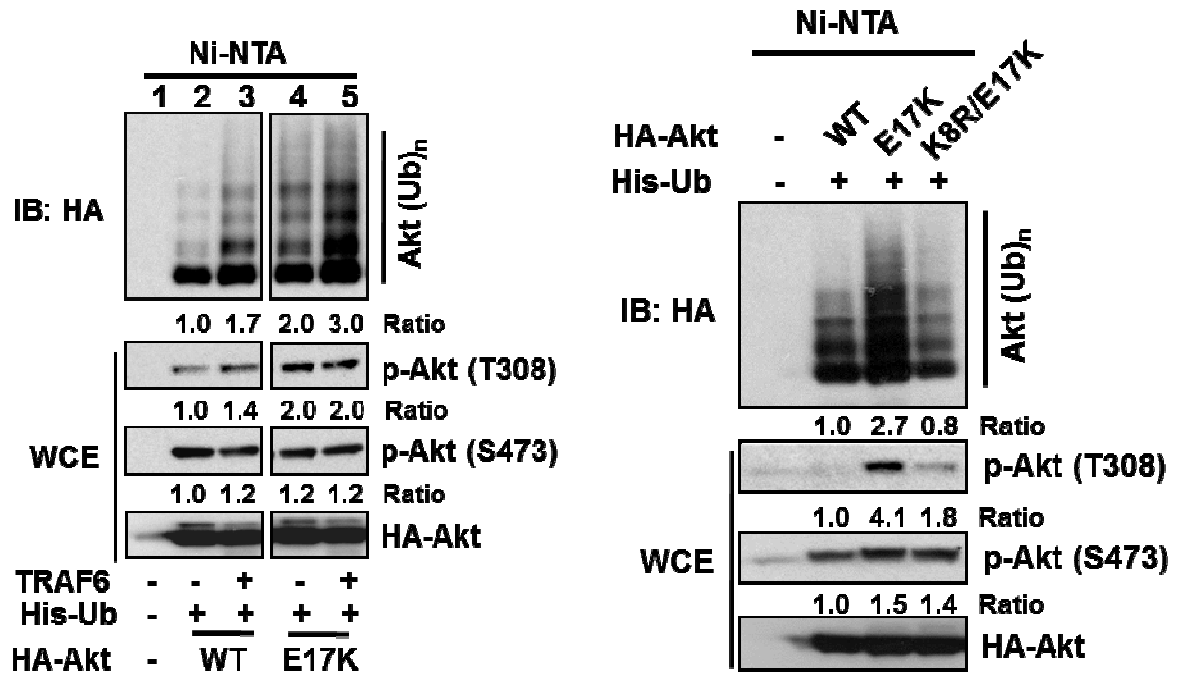 Ni-NTA
1 2 3 4 5
IB: HA
Akt (Ub)n
1.0 1.7 2.0 3.0 Ratio
p-Akt (T308)
1.0 1.4 2.0 2.0 Ratio
WCE
p-Akt (S473)
1.0 1.2 1.2 1.2 Ratio
HA-Akt
TRAF6 - - + - +
His-Ub - + + + +
HA-Akt - WT E17K
Ni-NTA
HA-Akt - WT E17K K8R/E17K
His-Ub - + + +
IB: HA
Akt (Ub)n
1.0 2.7 0.8 Ratio
p-Akt (T308)
1.0 4.1 1.8 Ratio
WCE
p-Akt (S473)
1.0 1.5 1.4 Ratio
HA-Akt